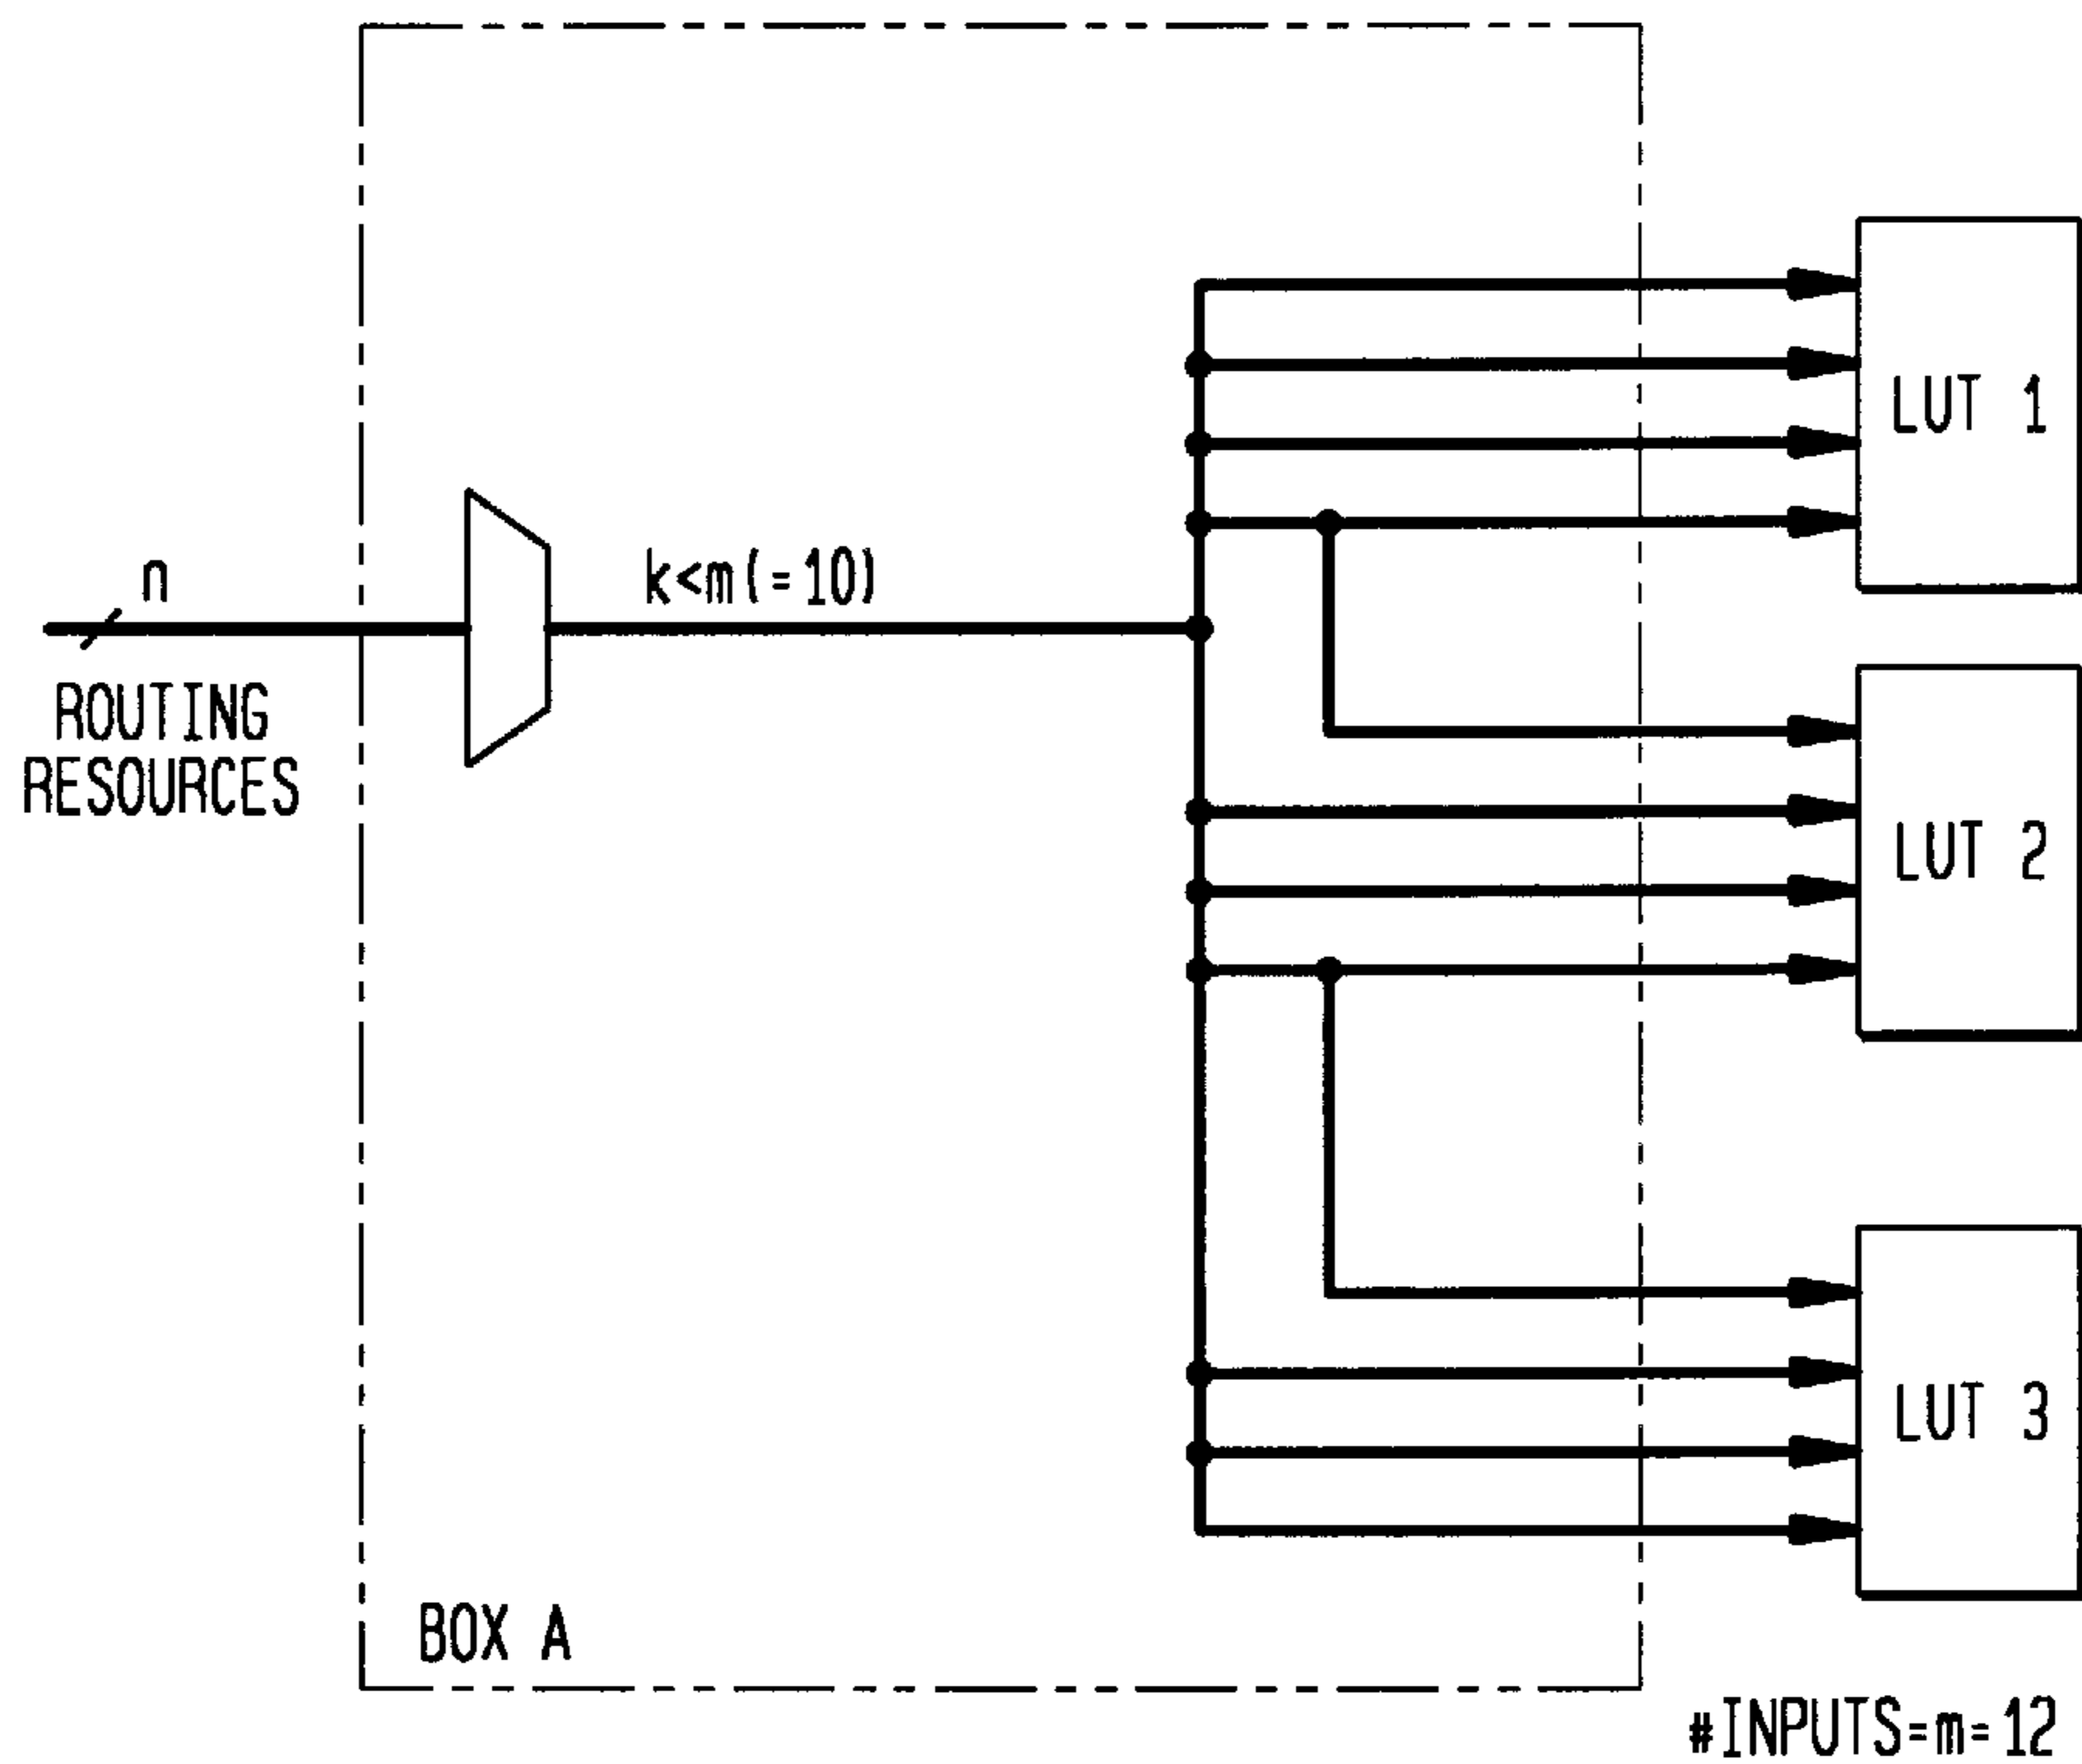 LUT 1
n
k<m(=10)
ROUTING
RESOURCES
LUT 2
LUT 3
BOX A
#INPUTS=m=12